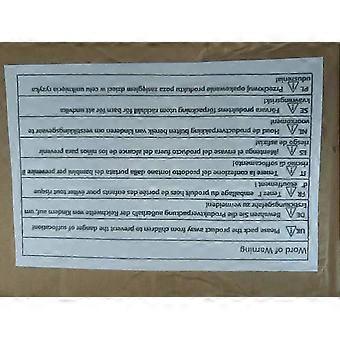 Word of Warning
UK Please pack product away from children to prevent the danger of suffocation!
DE Bewahren Sie die Produktverpackung außerhalb der Reichweite von Kindern auf, um
Erstickungsgefahr zu vermeiden!
FR Tenez l' emballage du produit hors de portée des enfants pour éviter tout risque
d' étouffement!
IT Tenere la confezione del prodotto lontano dalla portata dei bambini per prevenire il
rischio di soffocamento!
ES ¡Mantenga el envase del producto fuera del alcance de los niños para prevenir
riesgo de asfixia!
NL Houd de productverpakking buiten bereik van kinderen om verstikkingsgevaar te
voorkomen!
SE Förvara produktens förpackning utom räckhåll för barn för att undvika
kvävningsrisk!
PL Przechowuj opakowanie produktu poza zasięgiem dzieci w celu uniknięcia ryzyka
uduszenia!